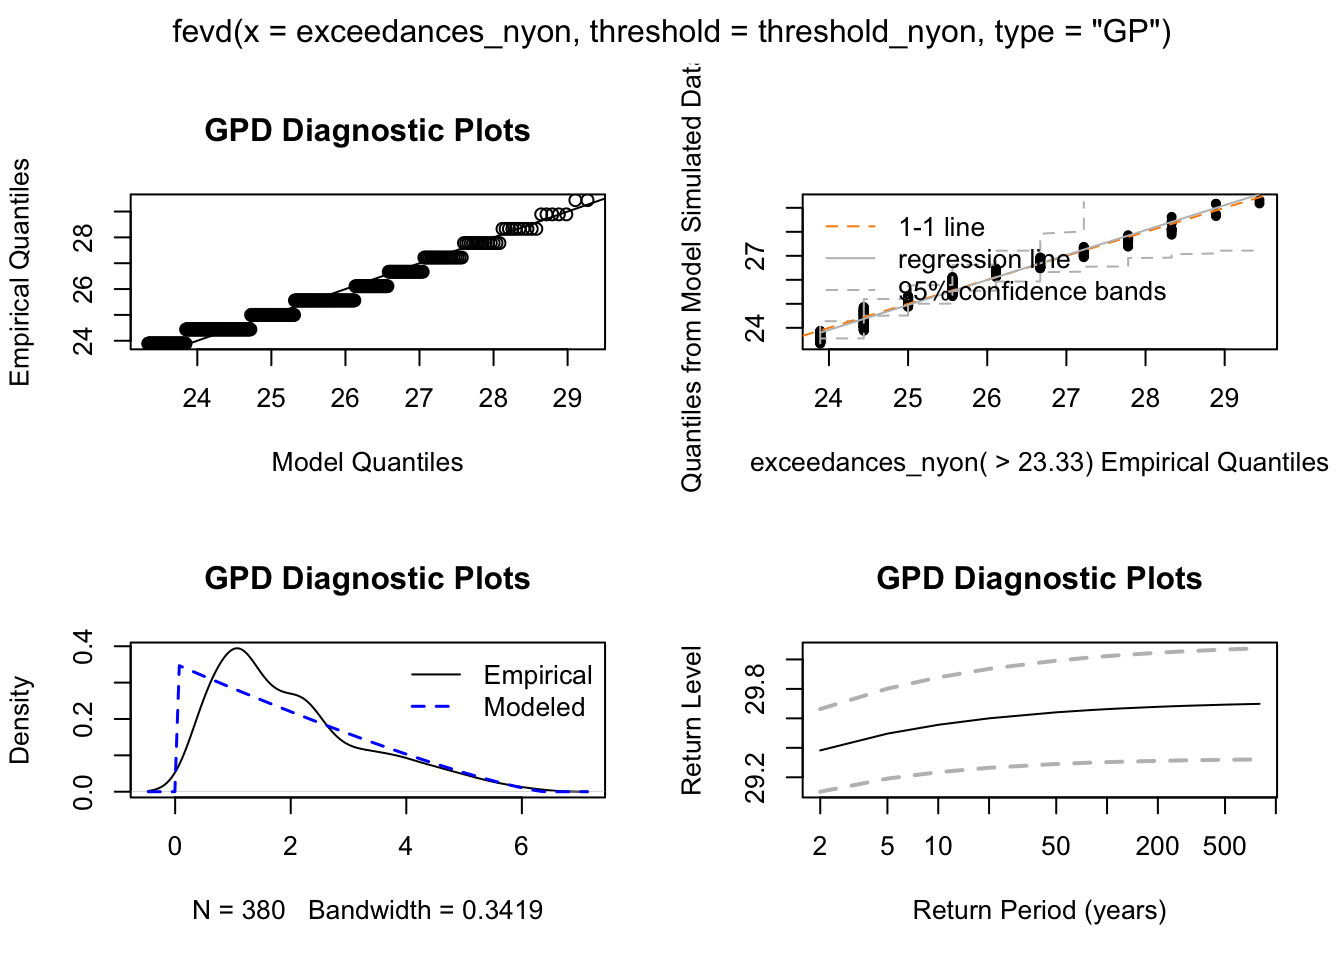 fevd(x = exceedances_nyon, threshold = threshold_nyon, type = "GP")
GPD Diagnostic Plots
Empirical Quantiles
24 26 28
24 25 26 27 28 29
Model Quantiles
Quantiles from Model Simulated Data
24 27
1-1 line
regression line
95% confidence bands
24 25 26 27 28 29
exceedances_nyon( > 23.33) Empirical Quantiles
GPD Diagnostic Plots
Density
0.0 0.2 0.4
Empirical
Modeled
0 2 4 6
N = 380 Bandwidth = 0.3419
GPD Diagnostic Plots
Return Level
29.2 29.8
2 5 10 50 200 500
Return Period (years)